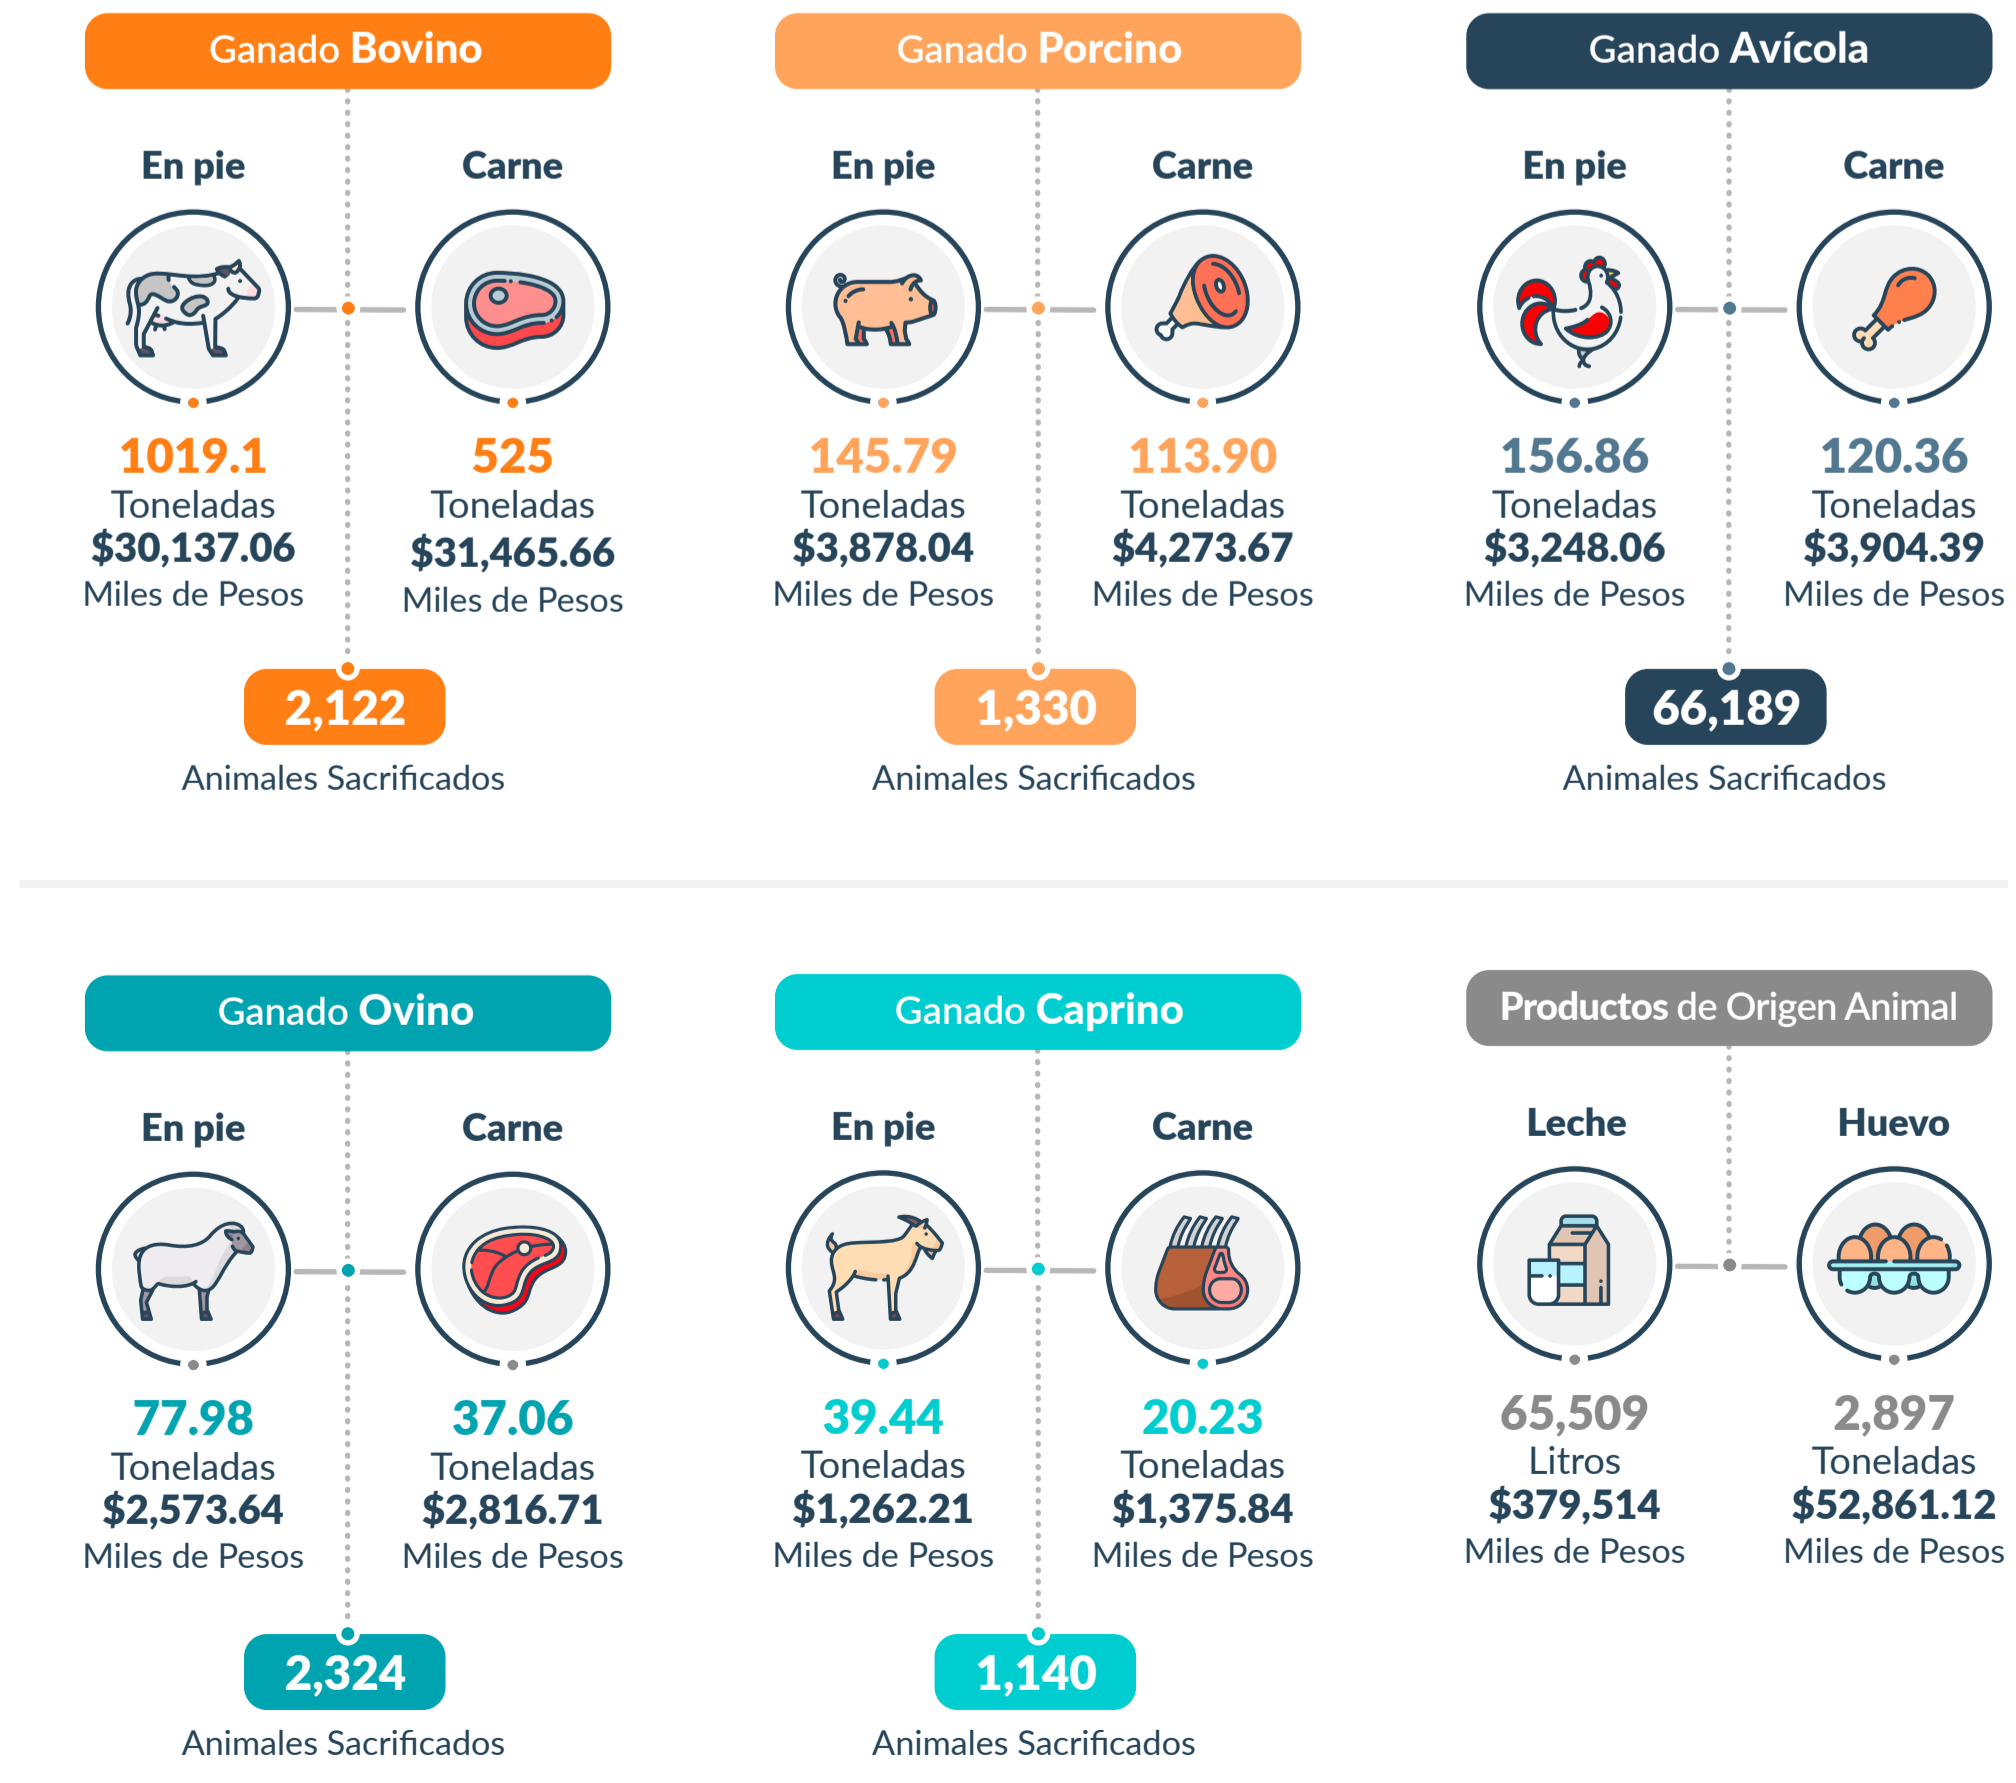 Ganado Bovino
En pie
Carne
1019.1
Toneladas
$30,137.06
Miles de Pesos
525
Toneladas
$31,465.66
Miles de Pesos
2,122
Animales Sacrificados
Ganado Porcino
En pie
Carne
145.79
Toneladas
$3,878.04
Miles de Pesos
113.90
Toneladas
$4,273.67
Miles de Pesos
1,330
Animales Sacrificados
Ganado Avícola
En pie
Carne
156.86
Toneladas
$3,248.06
Miles de Pesos
120.36
Toneladas
$3,904.39
Miles de Pesos
66,189
Animales Sacrificados
Ganado Ovino
En pie
Carne
77.98
Toneladas
$2,573.64
Miles de Pesos
37.06
Toneladas
$2,816.71
Miles de Pesos
2,324
Animales Sacrificados
Ganado Caprino
En pie
Carne
39.44
Toneladas
$1,262.21
Miles de Pesos
20.23
Toneladas
$1,375.84
Miles de Pesos
1,140
Animales Sacrificados
Productos de Origen Animal
Leche
Huevo
65,509
Litros
$379,514
Miles de Pesos
2,897
Toneladas
$52,861.12
Miles de Pesos